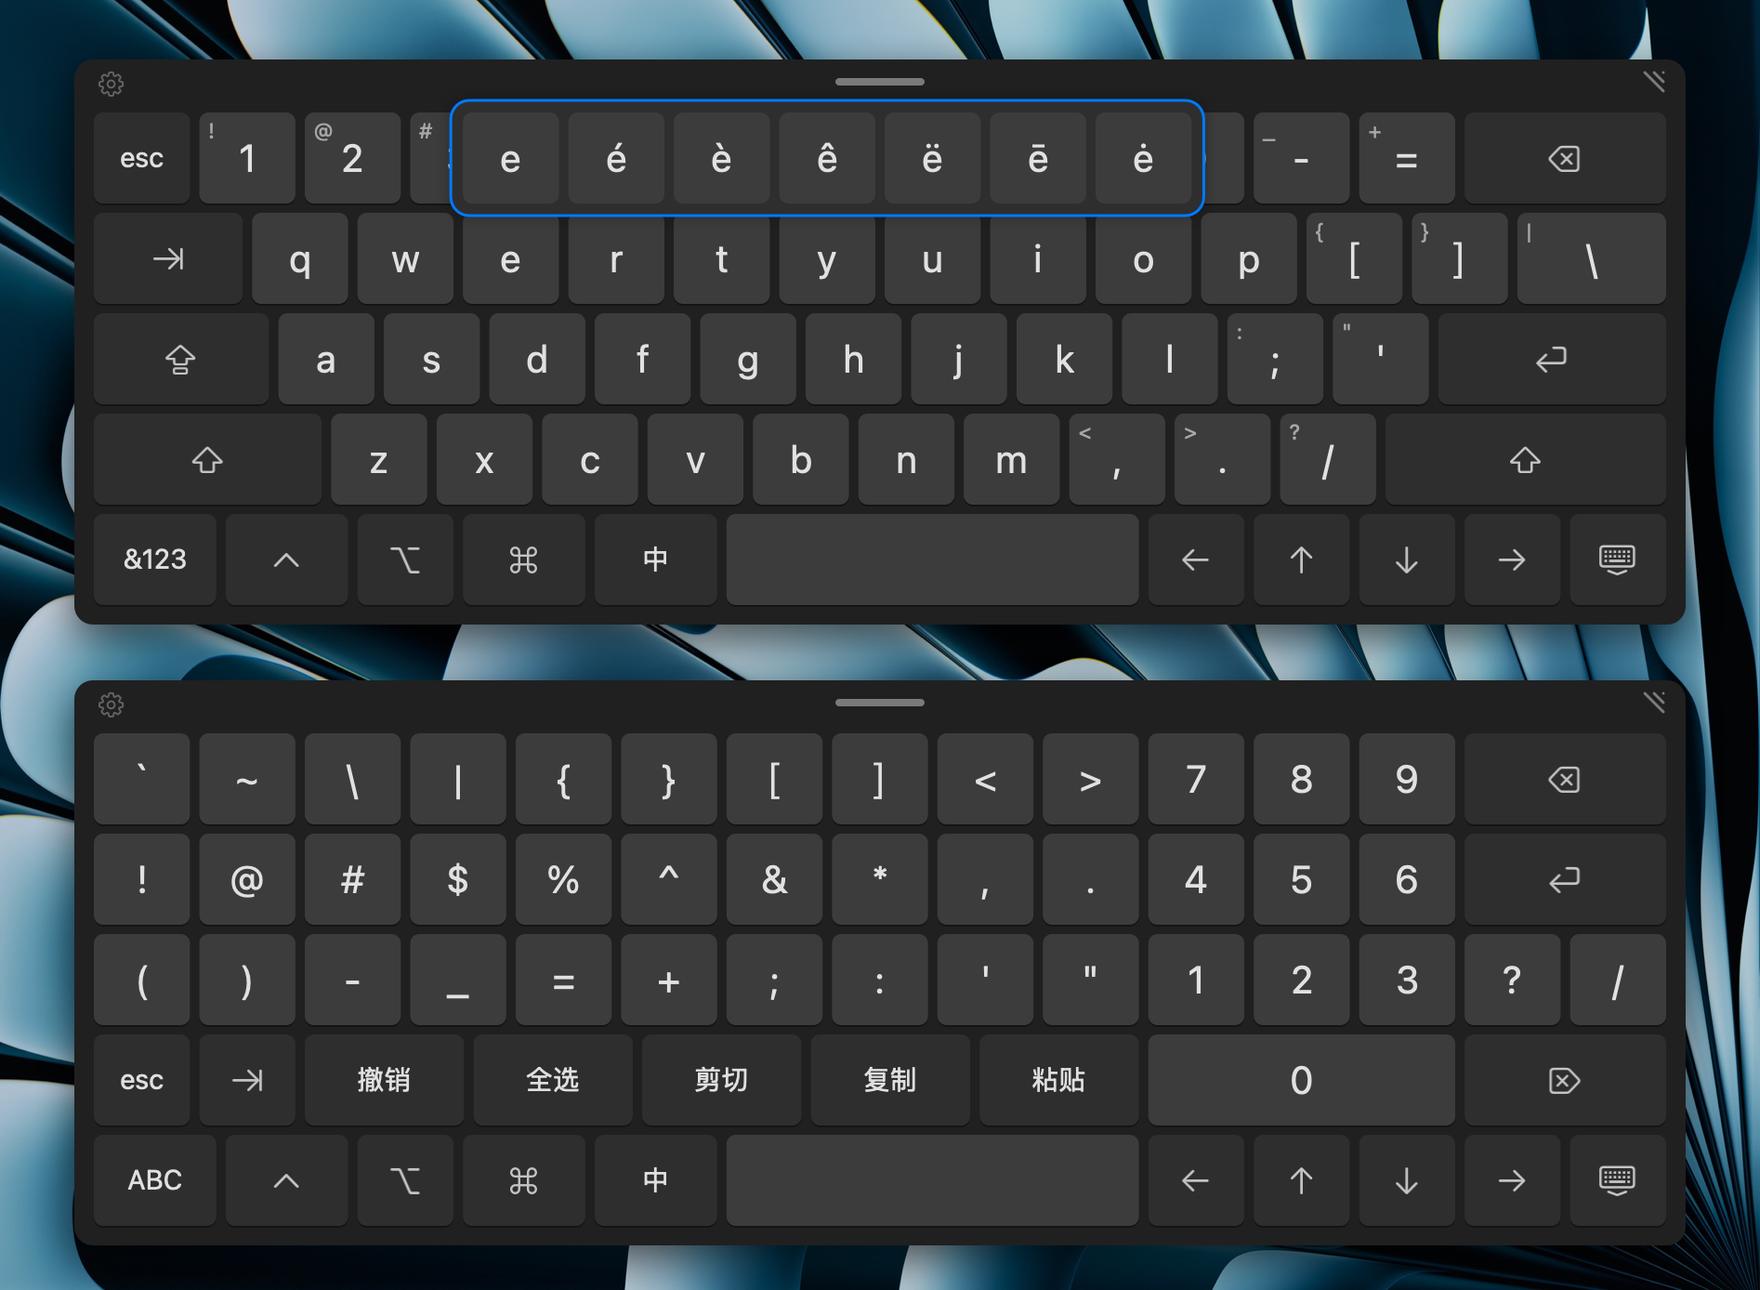 esc ! 1 @ 2 # e é è ê ë ē ė _ - + =
q w e r t y u i o p { [ } ] | \
a s d f g h j k l : ; " '
z x c v b n m < , > . ? /
&123 中
` ~ \ | { } [ ] < > 7 8 9
! @ # $ % ^ & * , . 4 5 6
( ) - _ = + ; : ' " 1 2 3 ? /
esc 撤销 全选 剪切 复制 粘贴 0
ABC 中